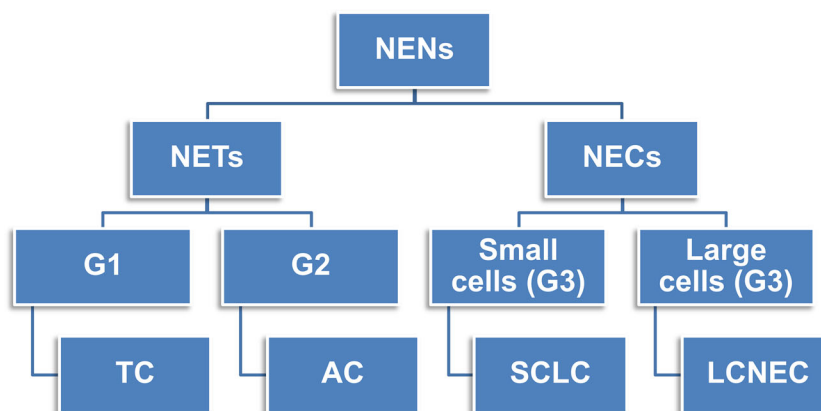 NENs
NETs
NECs
G1
G2
Small
cells (G3)
Large
cells (G3)
TC
AC
SCLC
LCNEC